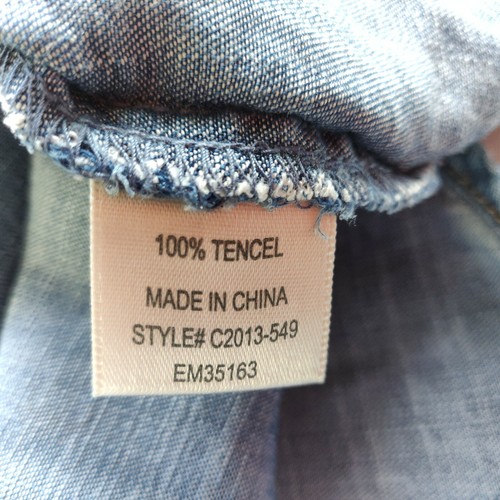 100% TENCEL
MADE IN CHINA
STYLE# C2013-549
EM35163